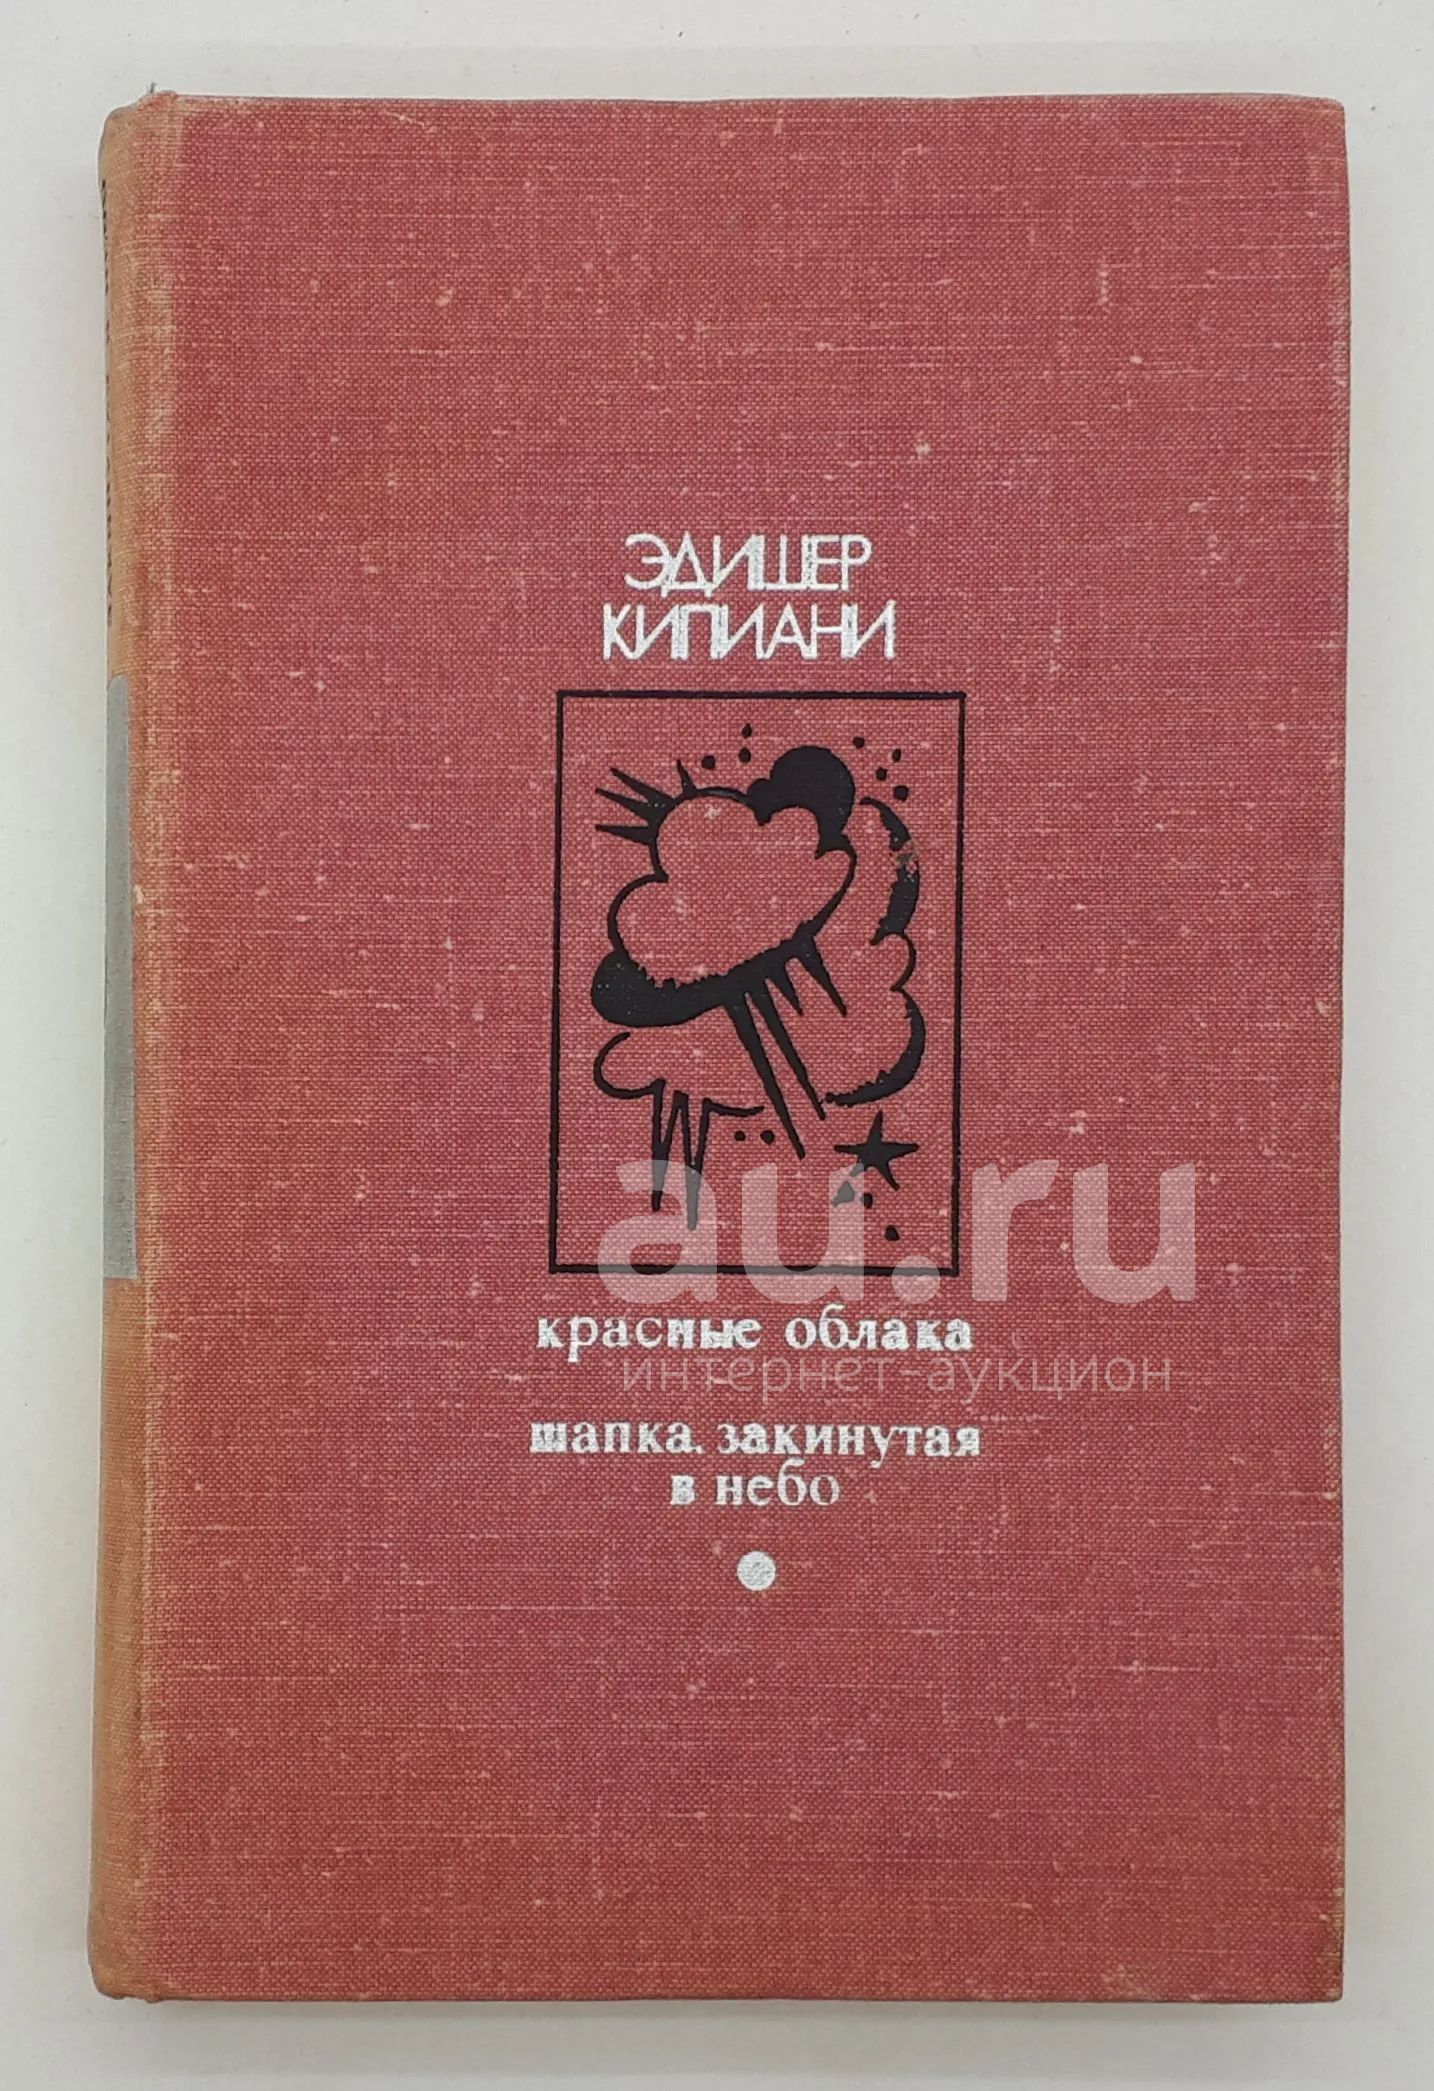 ЭДИШЕР
КИПИАНИ
au.ru
красные облака
интернет-аукцион
шапка, закинутая
в небо